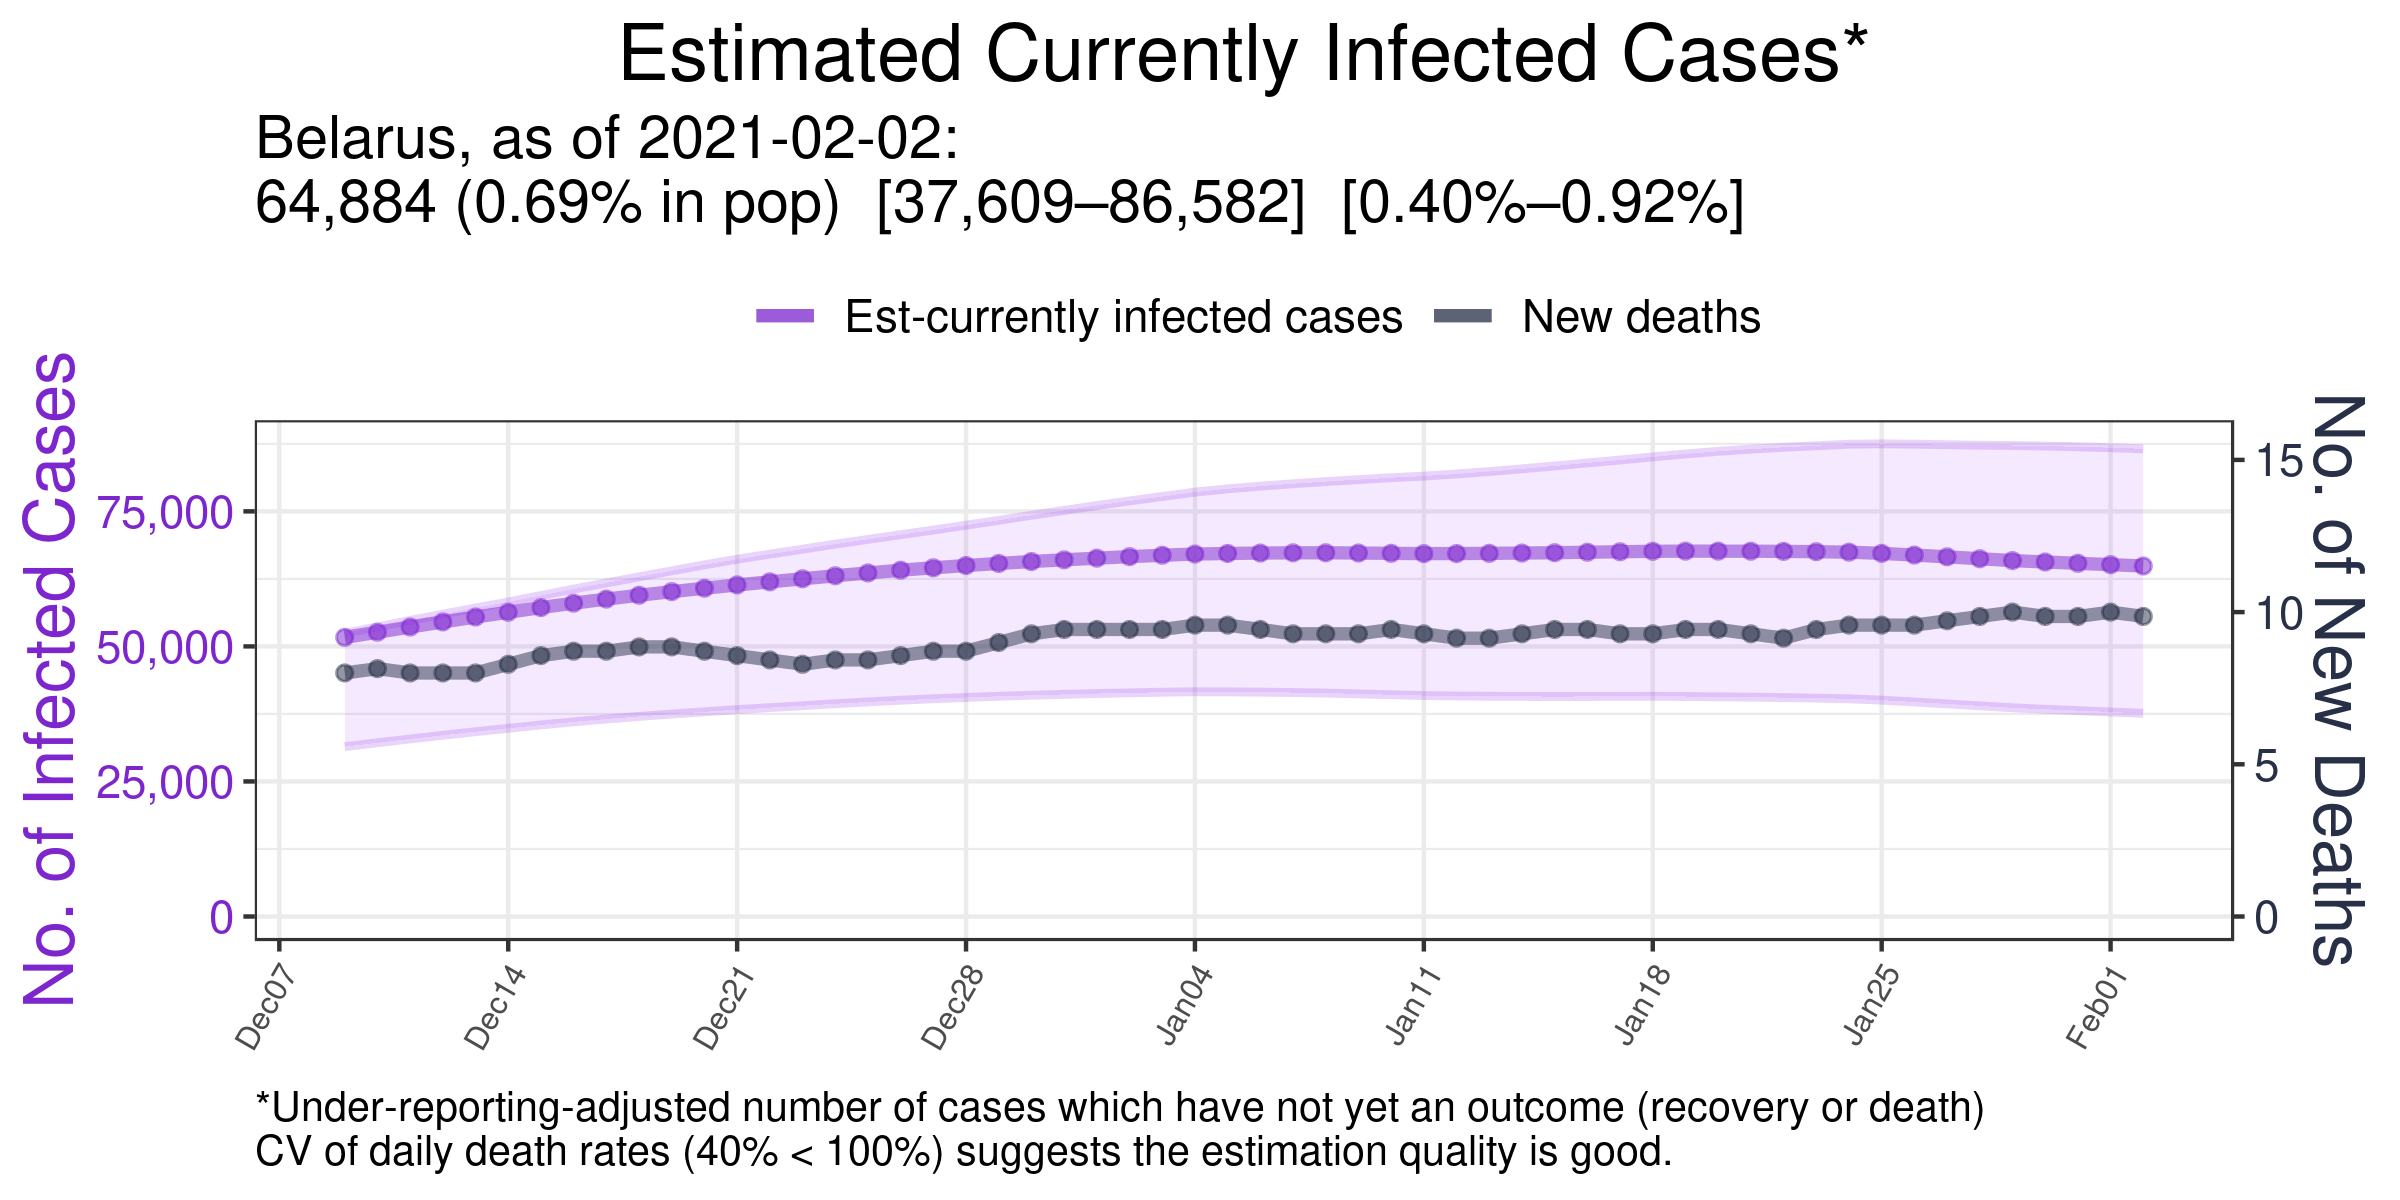 Estimated Currently Infected Cases*
Belarus, as of 2021-02-02:
64,884 (0.69% in pop)  [37,609–86,582]  [0.40%–0.92%]
Est-currently infected cases
New deaths
No. of Infected Cases
75,000
50,000
25,000
0
15
10
5
0
No. of New Deaths
Dec07
Dec14
Dec21
Dec28
Jan04
Jan11
Jan18
Jan25
Feb01
*Under-reporting-adjusted number of cases which have not yet an outcome (recovery or death)
CV of daily death rates (40% < 100%) suggests the estimation quality is good.